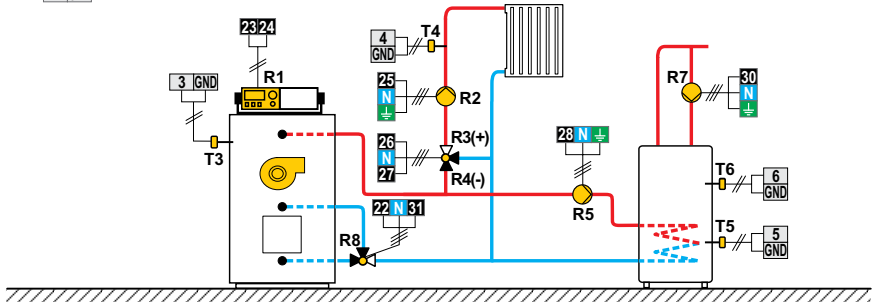 23 24
4
GND
T4
3 GND
R1
25
N
R2
R7
30
N
26
N
27
R3(+)
R4(-)
28 N
T3
T6
6
GND
22 N 31
R5
R8
T5
5
GND